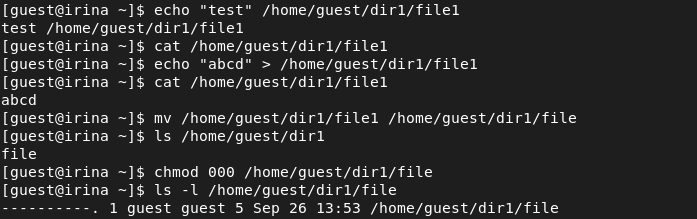 [guest@irina ~]$ echo "test" /home/guest/dir1/file1
test /home/guest/dir1/file1
[guest@irina ~]$ cat /home/guest/dir1/file1
[guest@irina ~]$ echo "abcd" > /home/guest/dir1/file1
[guest@irina ~]$ cat /home/guest/dir1/file1
abcd
[guest@irina ~]$ mv /home/guest/dir1/file1 /home/guest/dir1/file
[guest@irina ~]$ ls /home/guest/dir1
file
[guest@irina ~]$ chmod 000 /home/guest/dir1/file
[guest@irina ~]$ ls -l /home/guest/dir1/file
----------. 1 guest guest 5 Sep 26 13:53 /home/guest/dir1/file